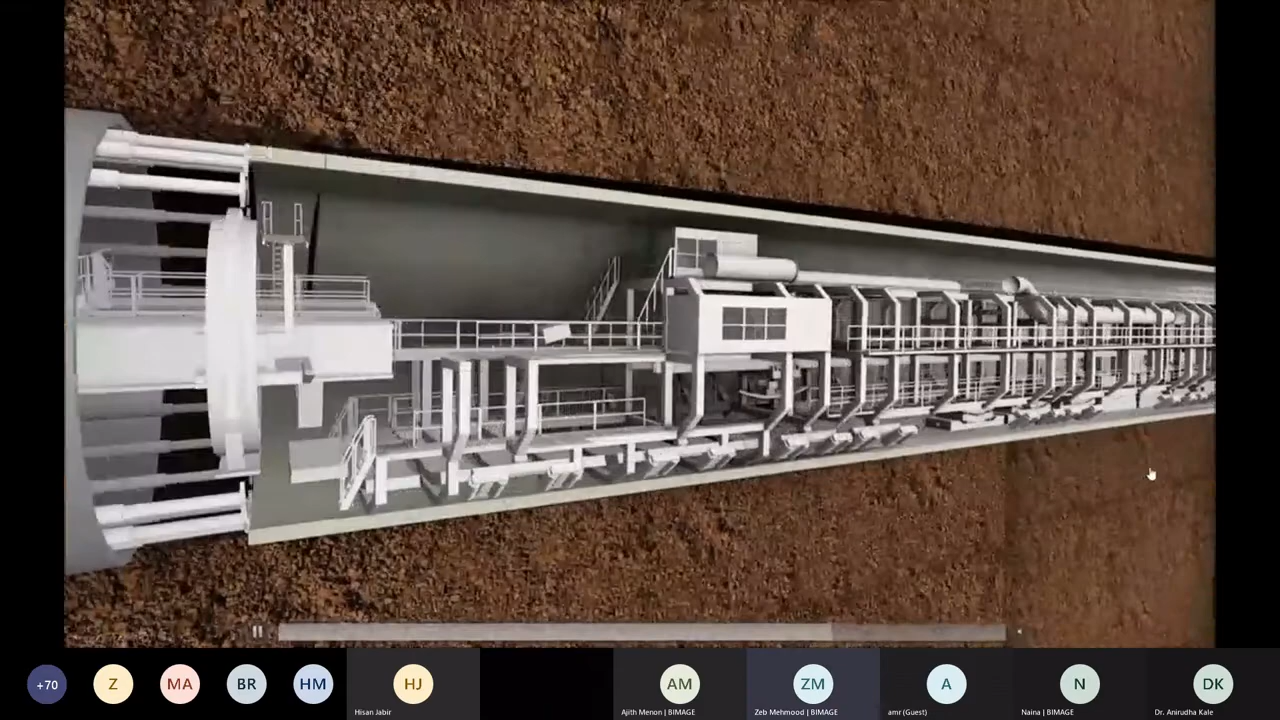 +70
Z
MA
BR
HM
HJ
AM
ZM
A
N
DK
Hisan Jabir
Ajith Menon | BIMAGE
Zeb Mehmood | BIMAGE
amr (Guest)
Naina | BIMAGE
Dr. Anirudha Kale